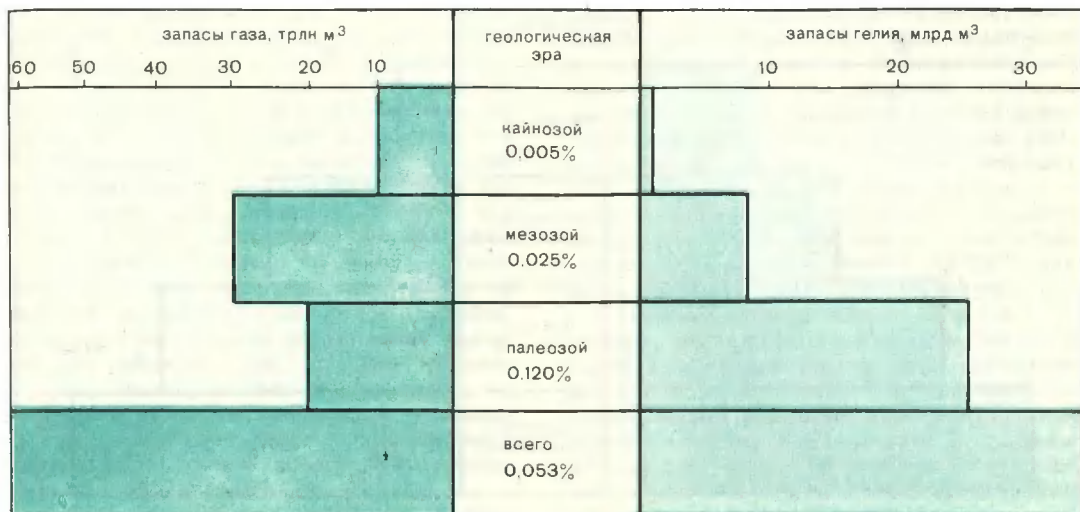 запасы газа, трлн м³
60 50 40 30 20 10
геологическая
эра
запасы гелия, млрд м³
10 20 30
кайнозой
0,005%
мезозой
0,025%
палеозой
0.120%
всего
0,053%